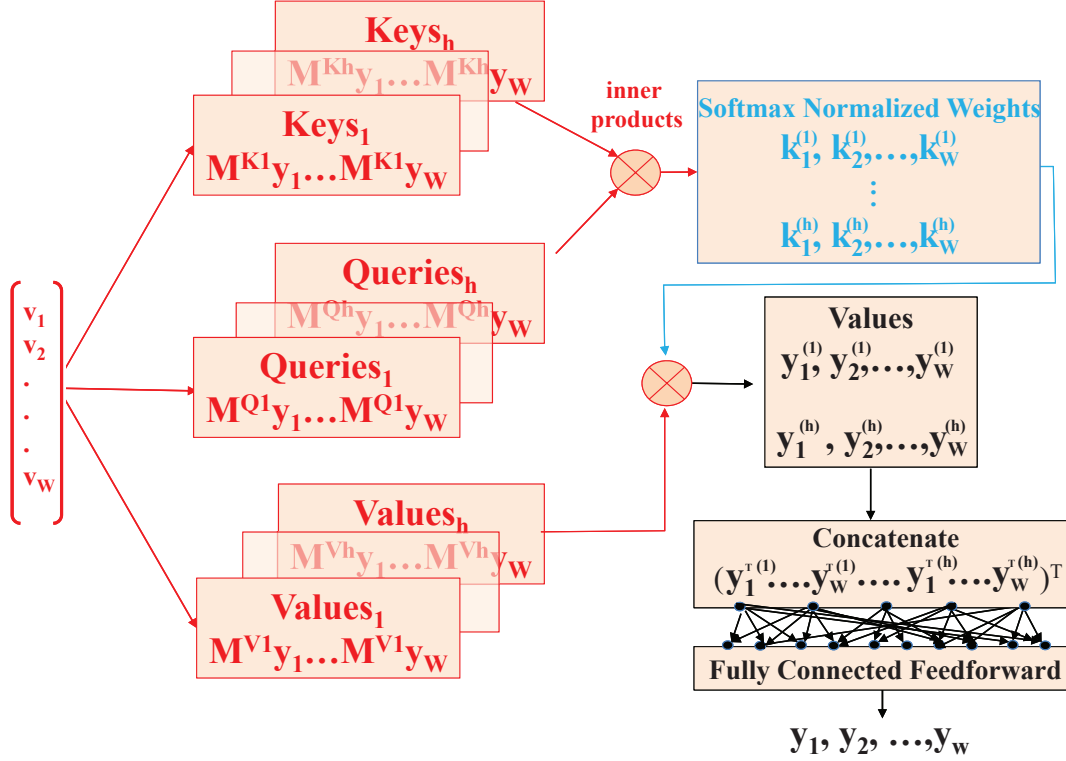 Keys_h
M^{Kh}y_1...M^{Kh}y_W
Keys_1
M^{K1}y_1...M^{K1}y_W
inner
products
Softmax Normalized Weights
k_1^{(1)}, k_2^{(1)},...,k_W^{(1)}
⋮
k_1^{(h)}, k_2^{(h)},...,k_W^{(h)}
Queries_h
M^{Qh}y_1...M^{Qh}y_W
Queries_1
M^{Q1}y_1...M^{Q1}y_W
v_1
v_2
.
.
.
v_W
Values_h
M^{Vh}y_1...M^{Vh}y_W
Values_1
M^{V1}y_1...M^{V1}y_W
Values
y_1^{(1)}, y_2^{(1)},...,y_W^{(1)}
y_1^{(h)} , y_2^{(h)},...,y_W^{(h)}
Concatenate
(y_1^{T(1)}....y_W^{T(1)}.... y_1^{T(h)}....y_W^{T(h)})^T
Fully Connected Feedforward
y_1, y_2, ...,y_w